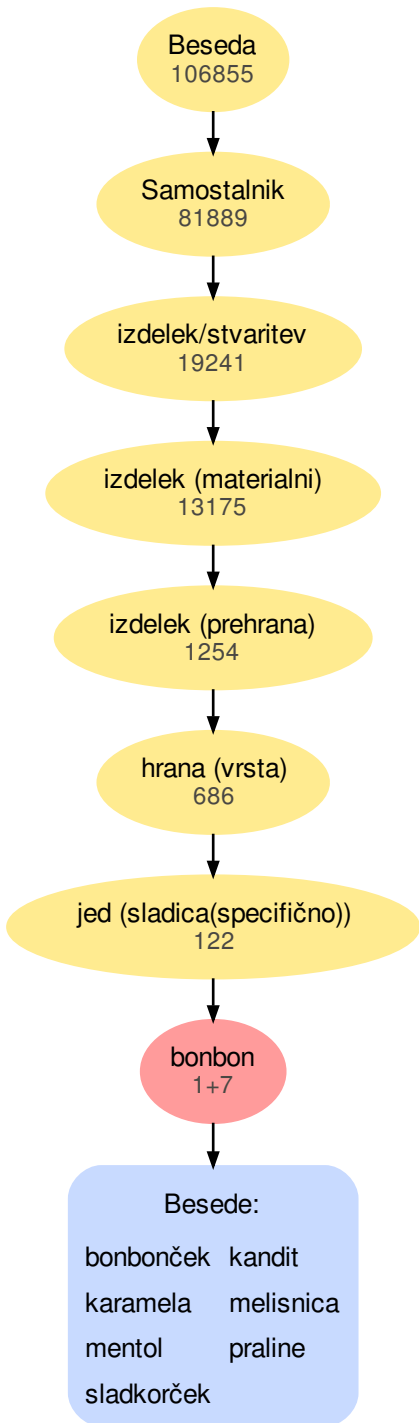 Beseda
106855
Samostalnik
81889
izdelek/stvaritev
19241
izdelek (materialni)
13175
izdelek (prehrana)
1254
hrana (vrsta)
686
jed (sladica(specifično))
122
bonbon
1+7
Besede:
bonbonček kandit
karamela melisnica
mentol praline
sladkorček